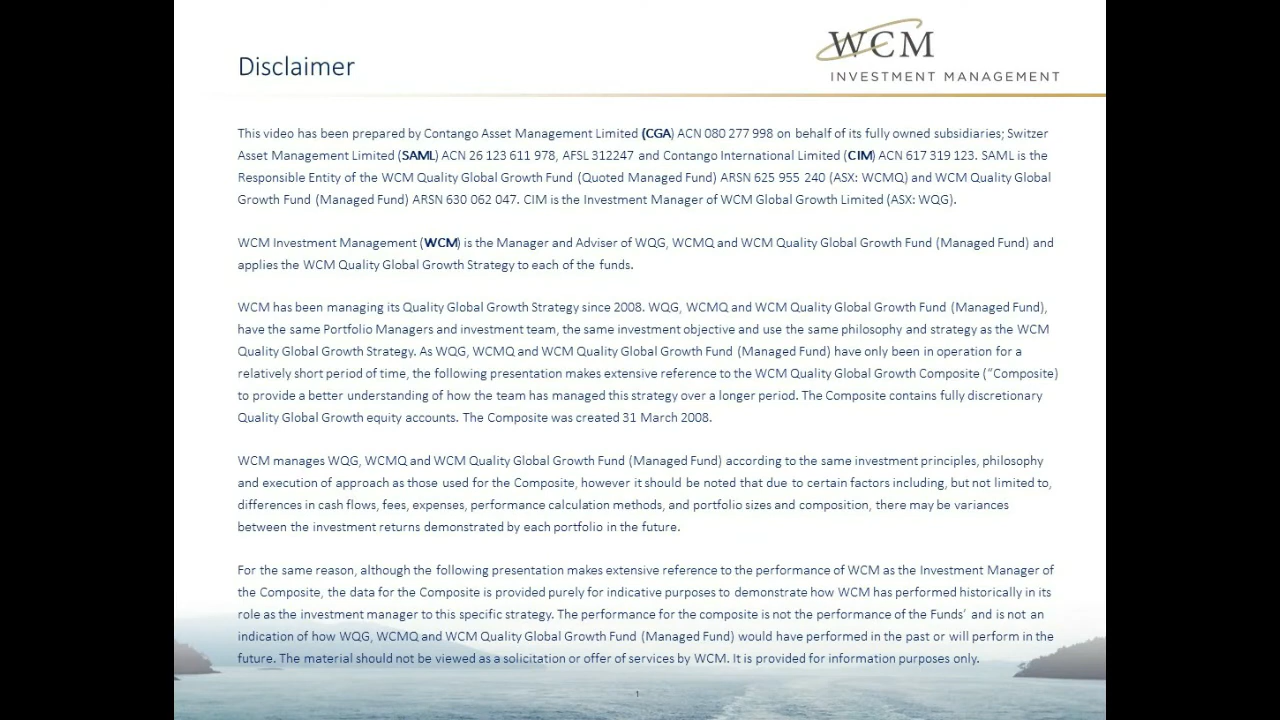 Disclaimer
WCM
INVESTMENT MANAGEMENT
This video has been prepared by Contango Asset Management Limited (CGA) ACN 080 277 998 on behalf of its fully owned subsidiaries; Switzer
Asset Management Limited (SAML) ACN 26 123 611 978, AFSL 312247 and Contango International Limited (CIM) ACN 617 319 123. SAML is the
Responsible Entity of the WCM Quality Global Growth Fund (Quoted Managed Fund) ARSN 625 955 240 (ASX: WCMQ) and WCM Quality Global
Growth Fund (Managed Fund) ARSN 630 062 047. CIM is the Investment Manager of WCM Global Growth Limited (ASX: WQG).
WCM Investment Management (WCM) is the Manager and Adviser of WQG, WCMQ and WCM Quality Global Growth Fund (Managed Fund) and
applies the WCM Quality Global Growth Strategy to each of the funds.
WCM has been managing its Quality Global Growth Strategy since 2008. WQG, WCMQ and WCM Quality Global Growth Fund (Managed Fund),
have the same Portfolio Managers and investment team, the same investment objective and use the same philosophy and strategy as the WCM
Quality Global Growth Strategy. As WQG, WCMQ and WCM Quality Global Growth Fund (Managed Fund) have only been in operation for a
relatively short period of time, the following presentation makes extensive reference to the WCM Quality Global Growth Composite (“Composite)
to provide a better understanding of how the team has managed this strategy over a longer period. The Composite contains fully discretionary
Quality Global Growth equity accounts. The Composite was created 31 March 2008.
WCM manages WQG, WCMQ and WCM Quality Global Growth Fund (Managed Fund) according to the same investment principles, philosophy
and execution of approach as those used for the Composite, however it should be noted that due to certain factors including, but not limited to,
differences in cash flows, fees, expenses, performance calculation methods, and portfolio sizes and composition, there may be variances
between the investment returns demonstrated by each portfolio in the future.
For the same reason, although the following presentation makes extensive reference to the performance of WCM as the Investment Manager of
the Composite, the data for the Composite is provided purely for indicative purposes to demonstrate how WCM has performed historically in its
role as the investment manager to this specific strategy. The performance for the composite is not the performance of the Funds’ and is not an
indication of how WQG, WCMQ and WCM Quality Global Growth Fund (Managed Fund) would have performed in the past or will perform in the
future. The material should not be viewed as a solicitation or offer of services by WCM. It is provided for information purposes only.
1